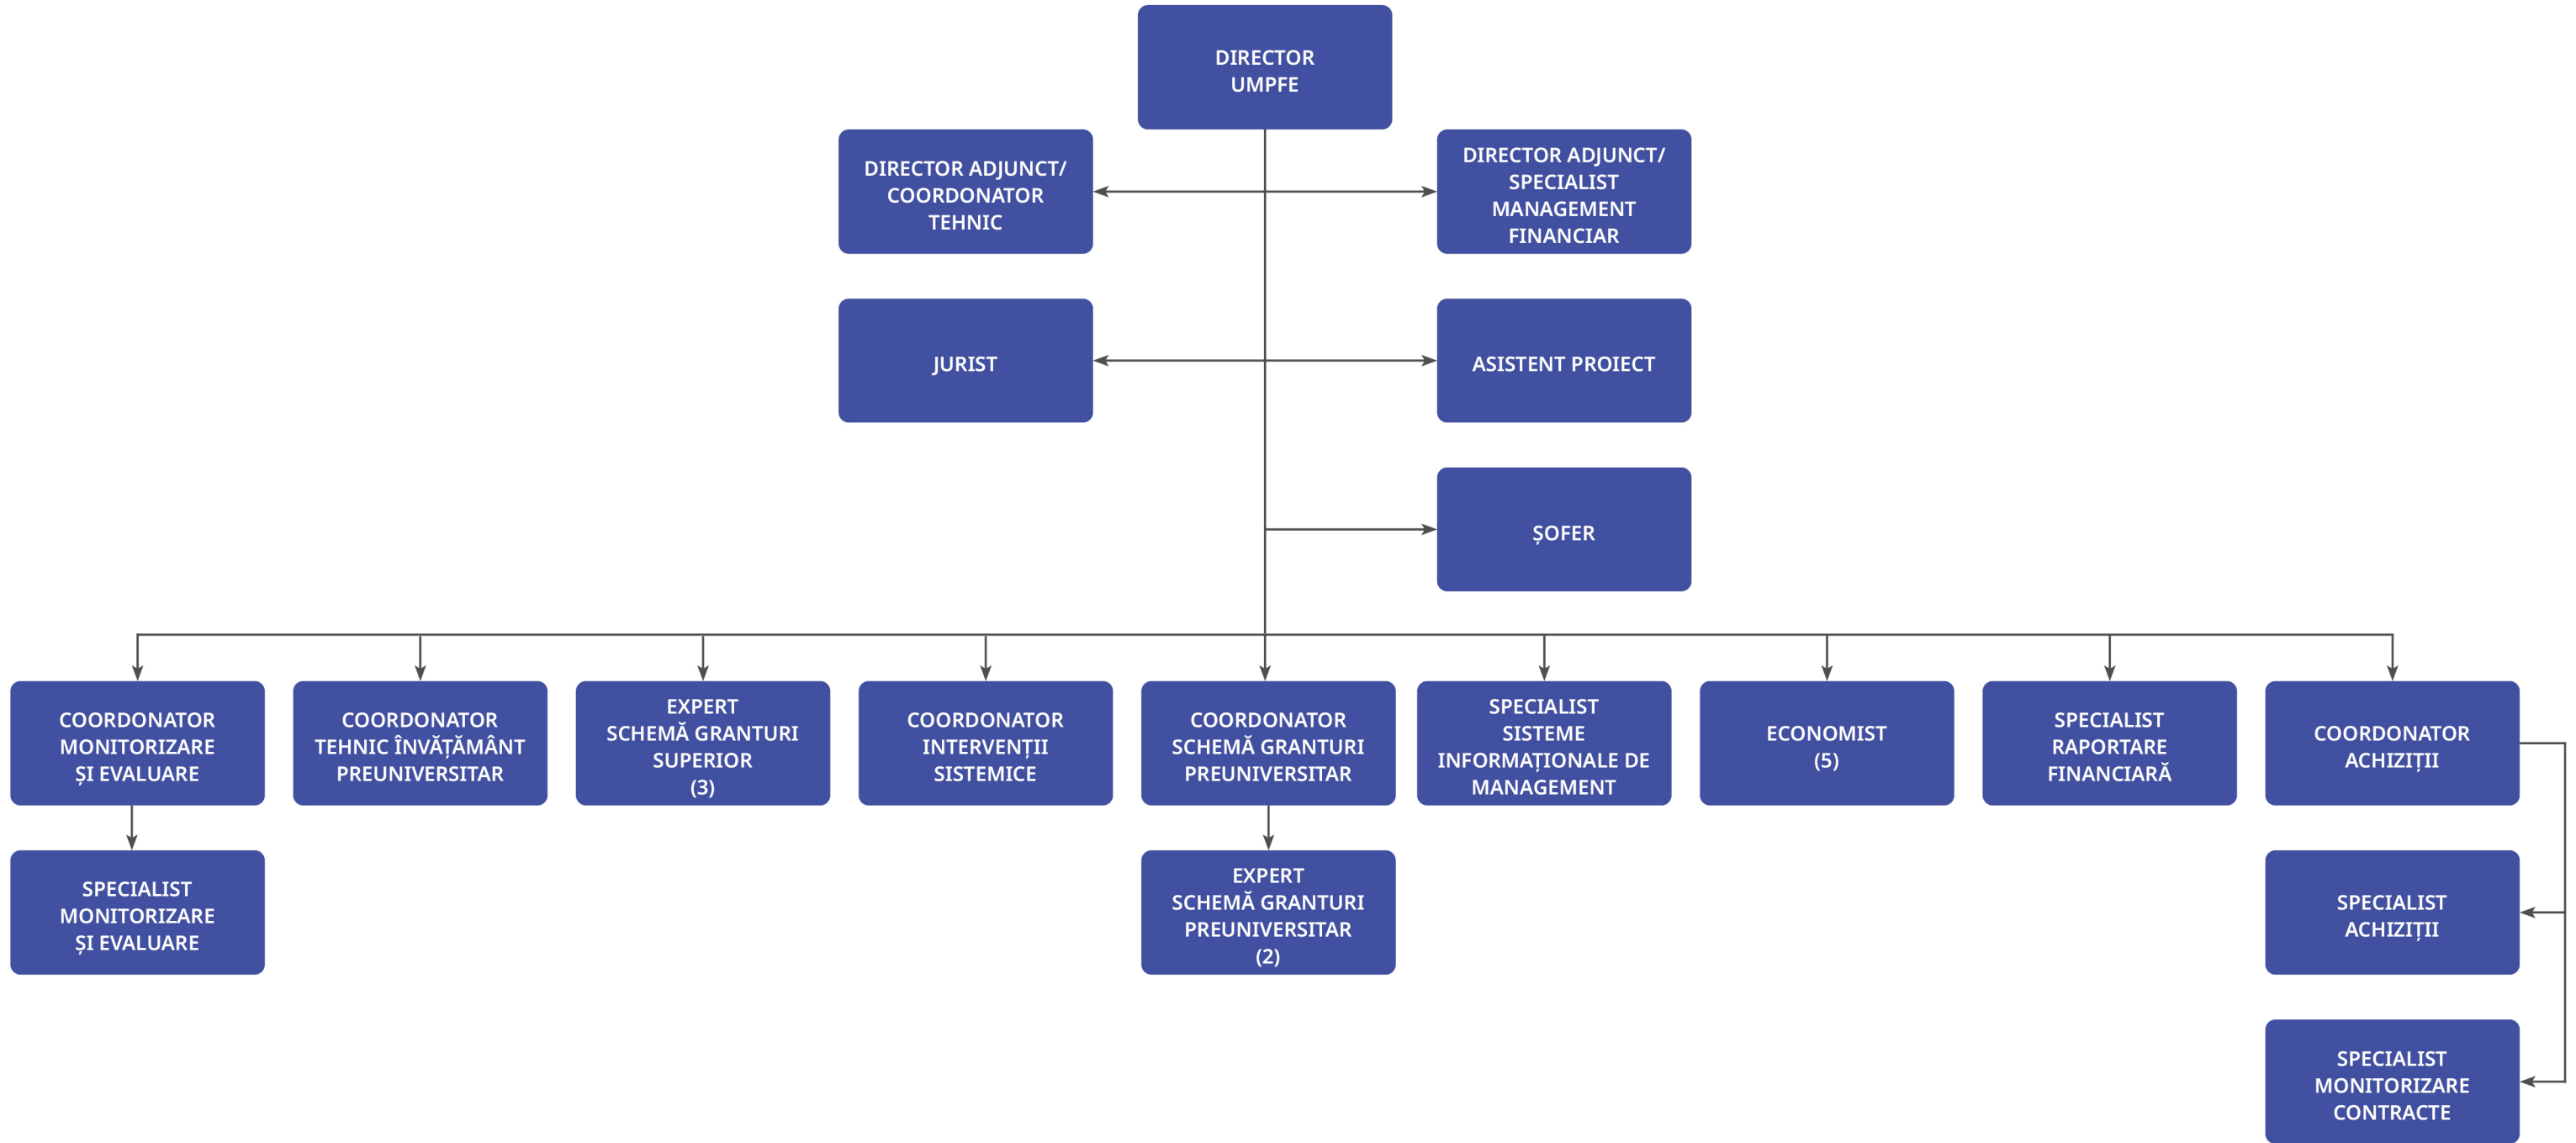 DIRECTOR
UMPFE
DIRECTOR ADJUNCT/
COORDONATOR
TEHNIC
DIRECTOR ADJUNCT/
SPECIALIST
MANAGEMENT
FINANCIAR
JURIST
ASISTENT PROIECT
ȘOFER
COORDONATOR
MONITORIZARE
ȘI EVALUARE
COORDONATOR
TEHNIC ÎNVĂȚĂMÂNT
PREUNIVERSITAR
EXPERT
SCHEMĂ GRANTURI
SUPERIOR
(3)
COORDONATOR
INTERVENȚII
SISTEMICE
COORDONATOR
SCHEMĂ GRANTURI
PREUNIVERSITAR
SPECIALIST
SISTEME
INFORMAȚIONALE DE
MANAGEMENT
ECONOMIST
(5)
SPECIALIST
RAPORTARE
FINANCIARĂ
COORDONATOR
ACHIZIȚII
SPECIALIST
MONITORIZARE
ȘI EVALUARE
EXPERT
SCHEMĂ GRANTURI
PREUNIVERSITAR
(2)
SPECIALIST
ACHIZIȚII
SPECIALIST
MONITORIZARE
CONTRACTE